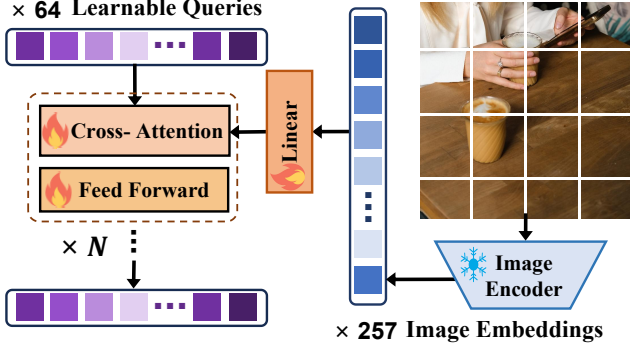 × 64 Learnable Queries
Cross- Attention
Feed Forward
× N
Linear
Image
Encoder
× 257 Image Embeddings